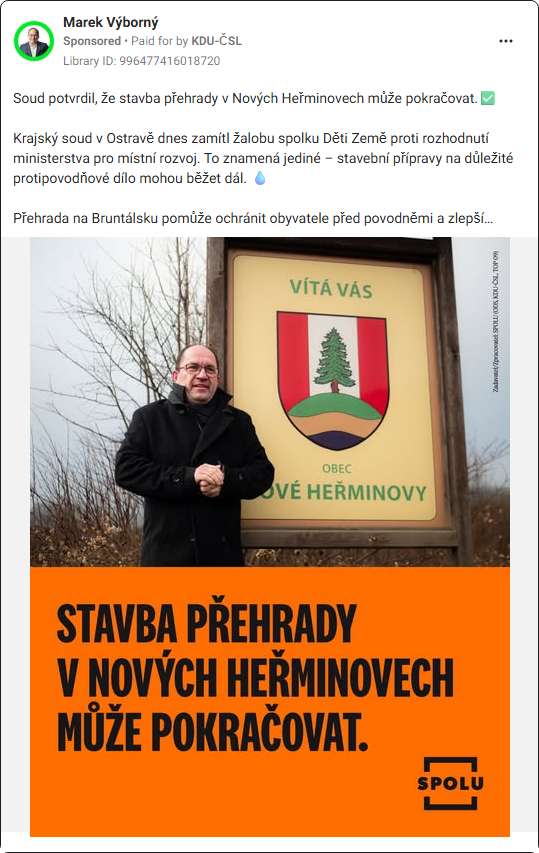 Marek Výborný
Sponsored • Paid for by KDU-ČSL
Library ID: 996477416018720
Soud potvrdil, že stavba přehrady v Nových Heřminovech může pokračovat. ✅
Krajský soud v Ostravě dnes zamítl žalobu spolku Děti Země proti rozhodnutí
ministerstva pro místní rozvoj. To znamená jediné – stavební přípravy na důležité
protipovodňové dílo mohou běžet dál. 💧
Přehrada na Bruntálsku pomůže ochránit obyvatele před povodněmi a zlepší...
Zadavatel/Zpracovatel: SPOLU (ODS, KDU-ČSL, TOP 09)
VÍTÁ VÁS
OBEC
OVÉ HEŘMINOVY
STAVBA PŘEHRADY
V NOVÝCH HEŘMINOVECH
MŮŽE POKRAČOVAT.
SPOLU